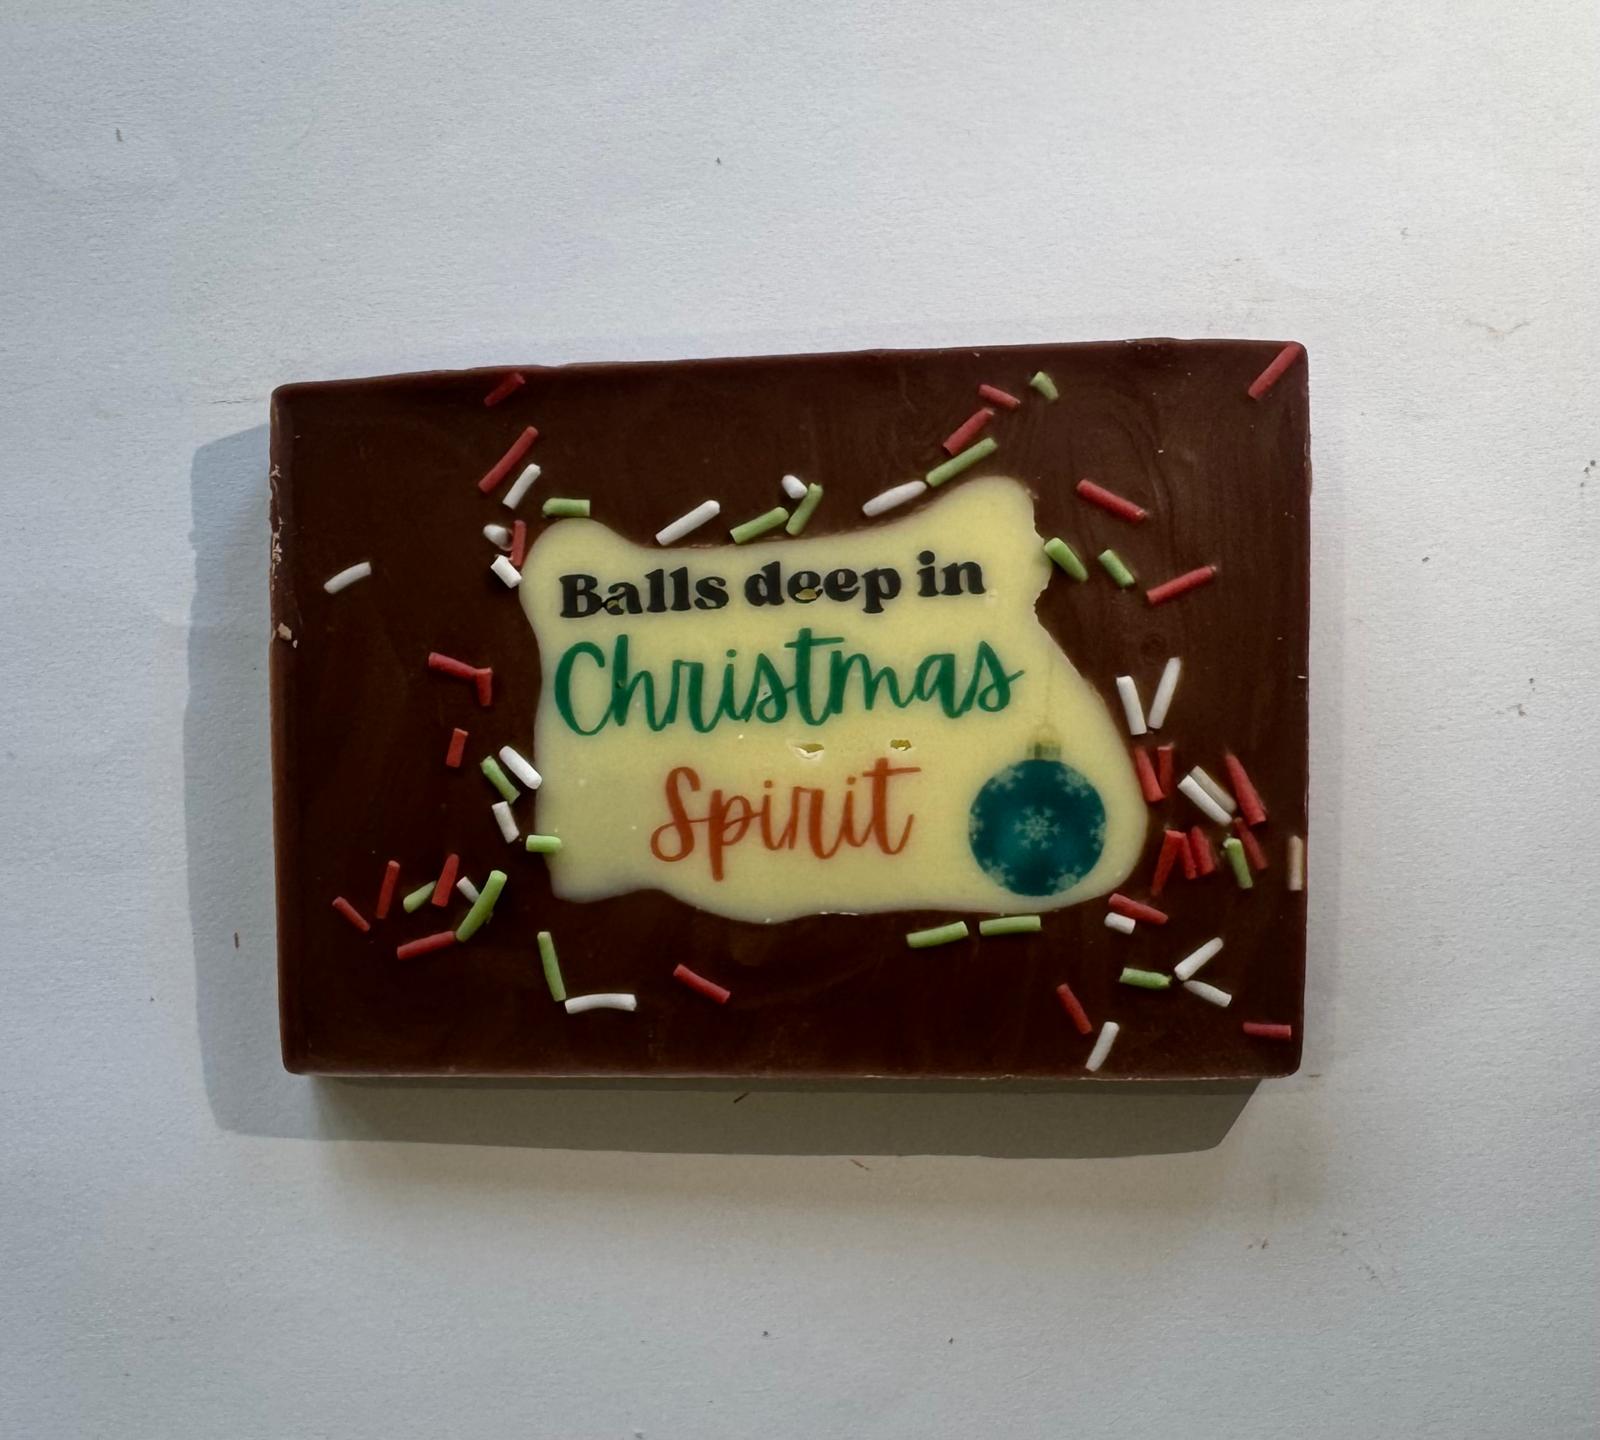 Balls deep in
Christmas
Spirit